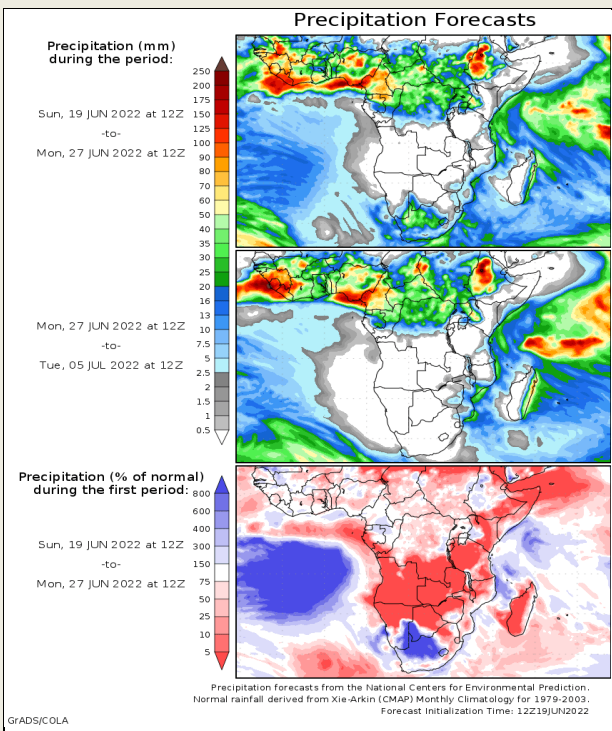 Precipitation Forecasts
Precipitation (mm)
during the period:
Sun, 19 JUN 2022 at 12Z
-to-
Mon, 27 JUN 2022 at 12Z
250
200
175
150
125
100
90
80
70
60
50
40
35
30
25
20
16
13
10
7.5
5
2.5
2
1.5
1
0.5
Mon, 27 JUN 2022 at 12Z
-to-
Tue, 05 JUL 2022 at 12Z
Precipitation (% of normal)
during the first period:
Sun, 19 JUN 2022 at 12Z
-to-
Mon, 27 JUN 2022 at 12Z
800
600
400
300
150
75
50
25
10
5
Precipitation forecasts from the National Centers for Environmental Prediction.
Normal rainfall derived from Xie-Arkin (CMAP) Monthly Climatology for 1979-2003.
Forecast Initialization Time: 12Z19JUN2022
GrADS/COLA